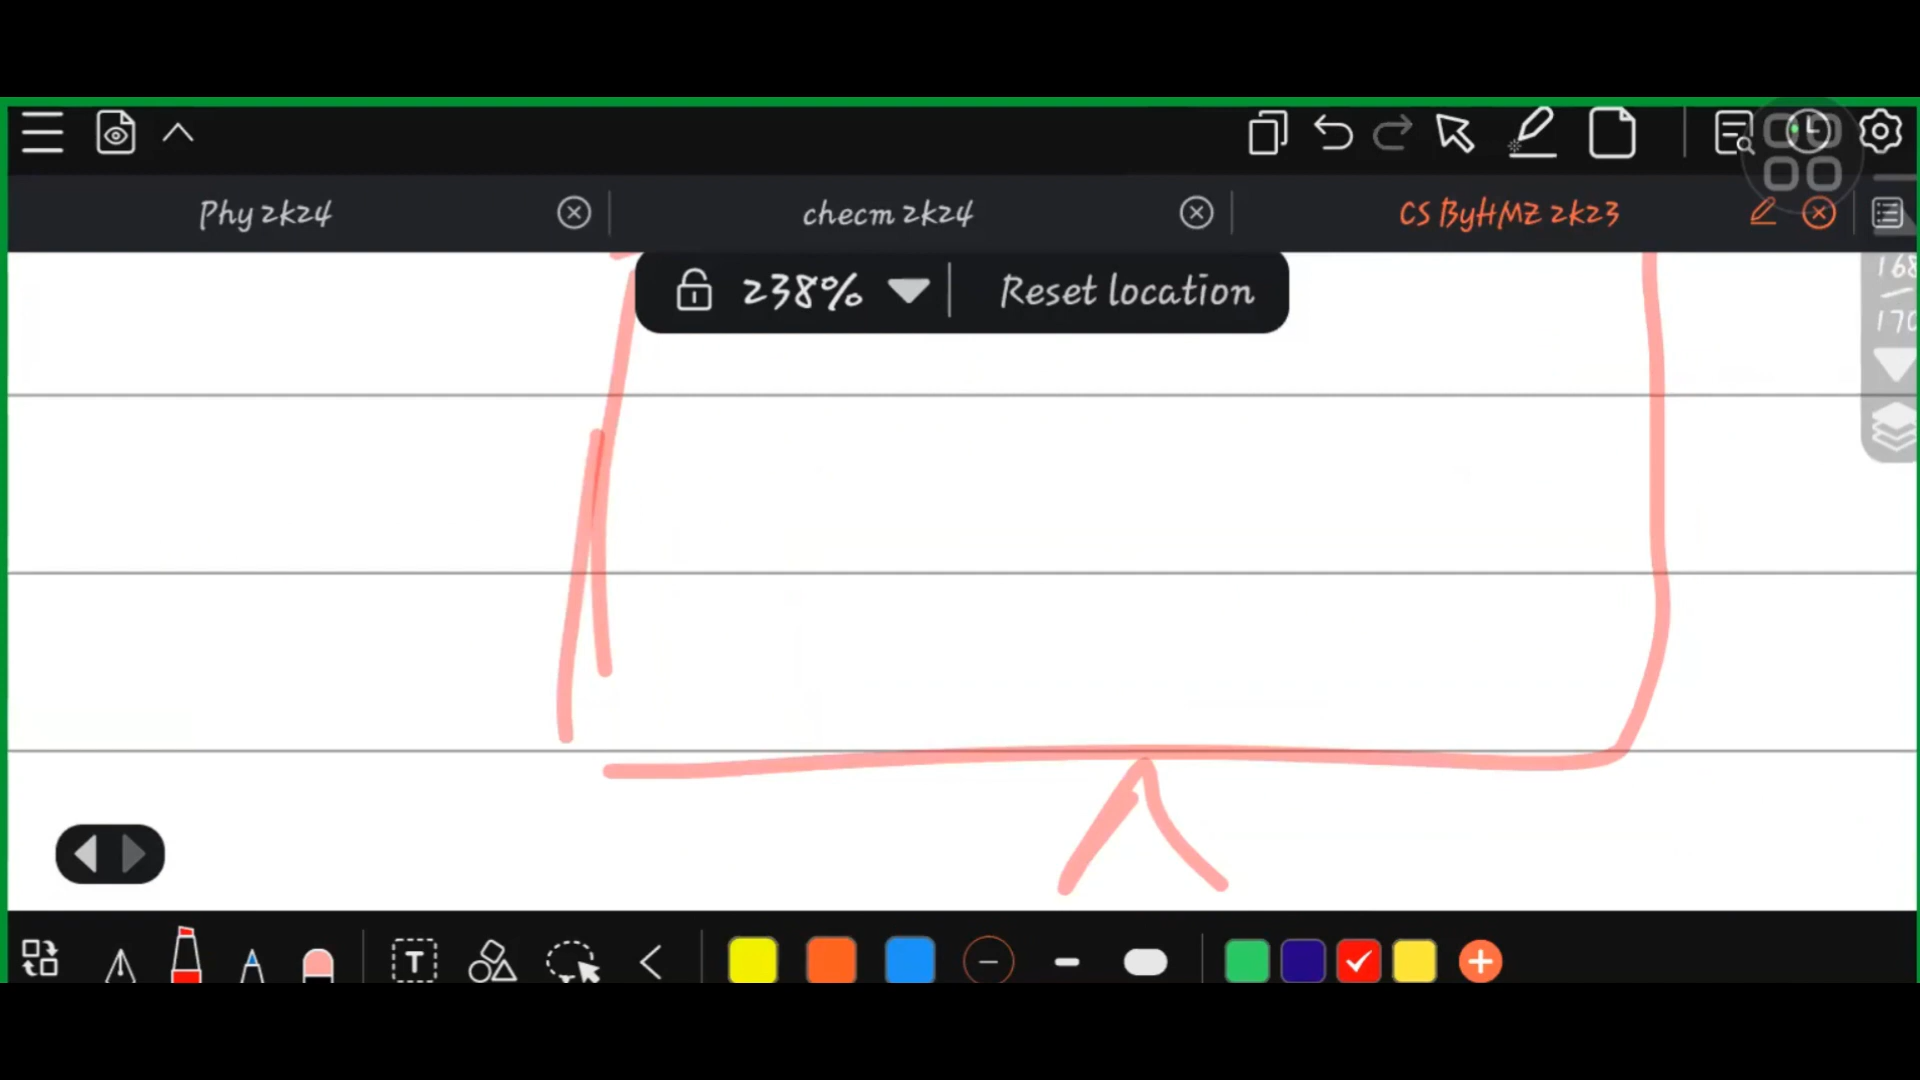 Phy 2k24
checm 2k24
CS ByHMZ 2k23
238%
Reset location
168
170
T